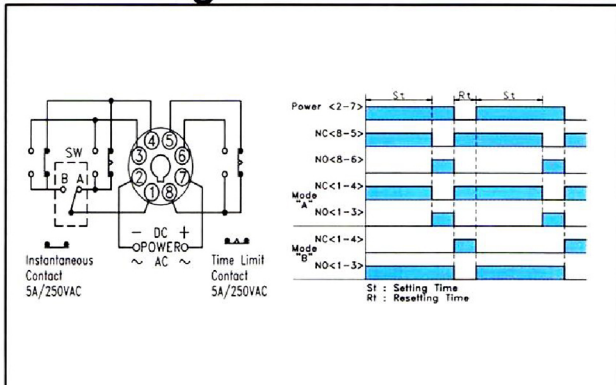 SW
B A
4 5
3 6
2 7
1 8
− DC +
POWER
~ AC ~
Instantaneous
Contact
5A/250VAC
Time Limit
Contact
5A/250VAC
St Rt St
Power <2-7>
NC<8-5>
NO<8-6>
Mode
"A"
NC<1-4>
NO<1-3>
Mode
"B"
NC<1-4>
NO<1-3>
St : Setting Time
Rt : Resetting Time